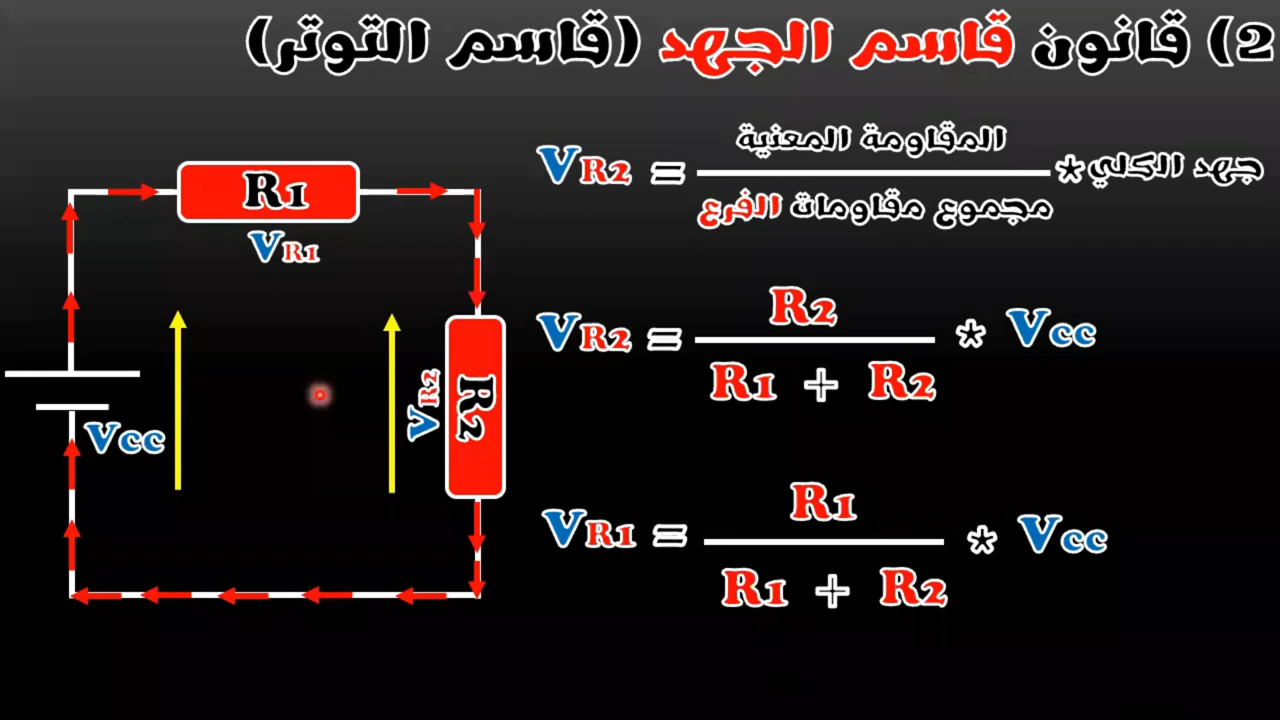 2) قانون قاسم الجهد (قاسم التوتر)
R1
VR1
VR2
R2
Vcc
VR2 = المقاومة المعنية * جهد الكلي
مجموع مقاومات الفرع
VR2 = R2 * Vcc
R1 + R2
VR1 = R1 * Vcc
R1 + R2